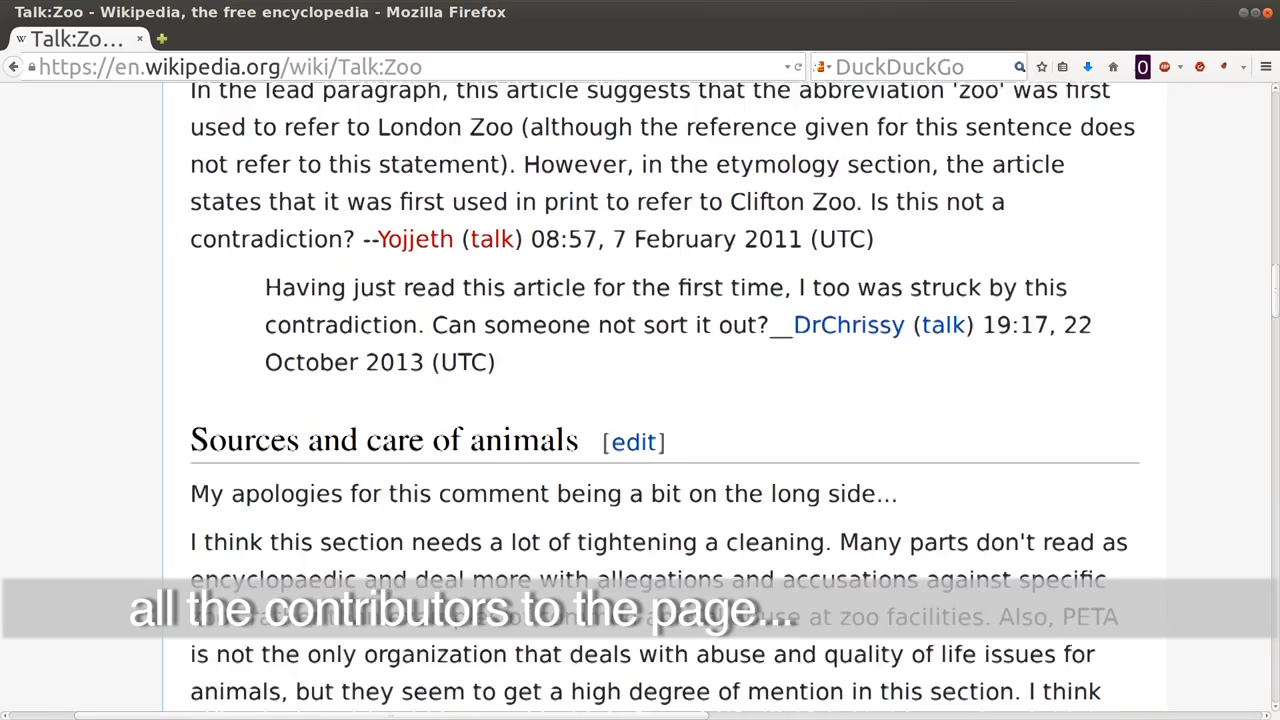 Talk:Zoo - Wikipedia, the free encyclopedia - Mozilla Firefox
W Talk:Zo... ×
https://en.wikipedia.org/wiki/Talk:Zoo DuckDuckGo
In the lead paragraph, this article suggests that the abbreviation 'zoo' was first
used to refer to London Zoo (although the reference given for this sentence does
not refer to this statement). However, in the etymology section, the article
states that it was first used in print to refer to Clifton Zoo. Is this not a
contradiction? --Yojjeth (talk) 08:57, 7 February 2011 (UTC)
Having just read this article for the first time, I too was struck by this
contradiction. Can someone not sort it out?__DrChrissy (talk) 19:17, 22
October 2013 (UTC)
Sources and care of animals [edit]
My apologies for this comment being a bit on the long side...
I think this section needs a lot of tightening a cleaning. Many parts don't read as
encyclopaedic and deal more with allegations and accusations against specific
all the contributors to the page...
at zoo facilities. Also, PETA
is not the only organization that deals with abuse and quality of life issues for
animals, but they seem to get a high degree of mention in this section. I think